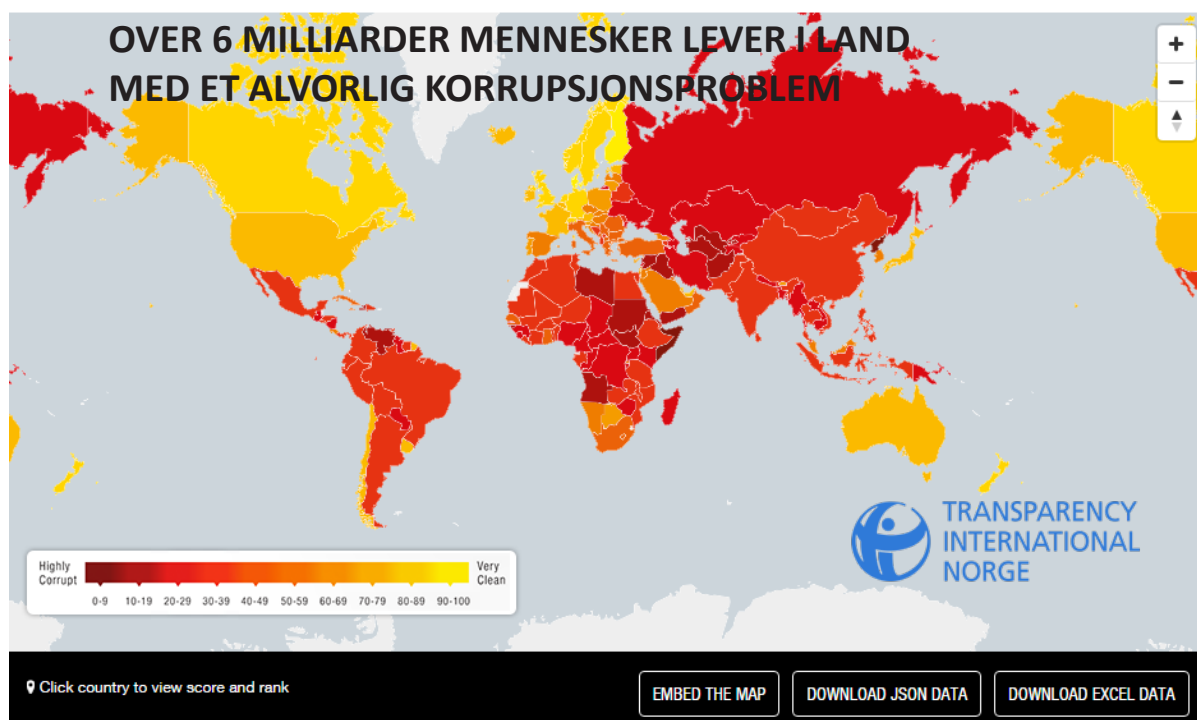 OVER 6 MILLIARDER MENNESKER LEVER I LAND
MED ET ALVORLIG KORRUPSJONSPROBLEM
+
−
TRANSPARENCY
INTERNATIONAL
NORGE
Highly
Corrupt
Very
Clean
0-9 10-19 20-29 30-39 40-49 50-59 60-69 70-79 80-89 90-100
Click country to view score and rank
EMBED THE MAP
DOWNLOAD JSON DATA
DOWNLOAD EXCEL DATA